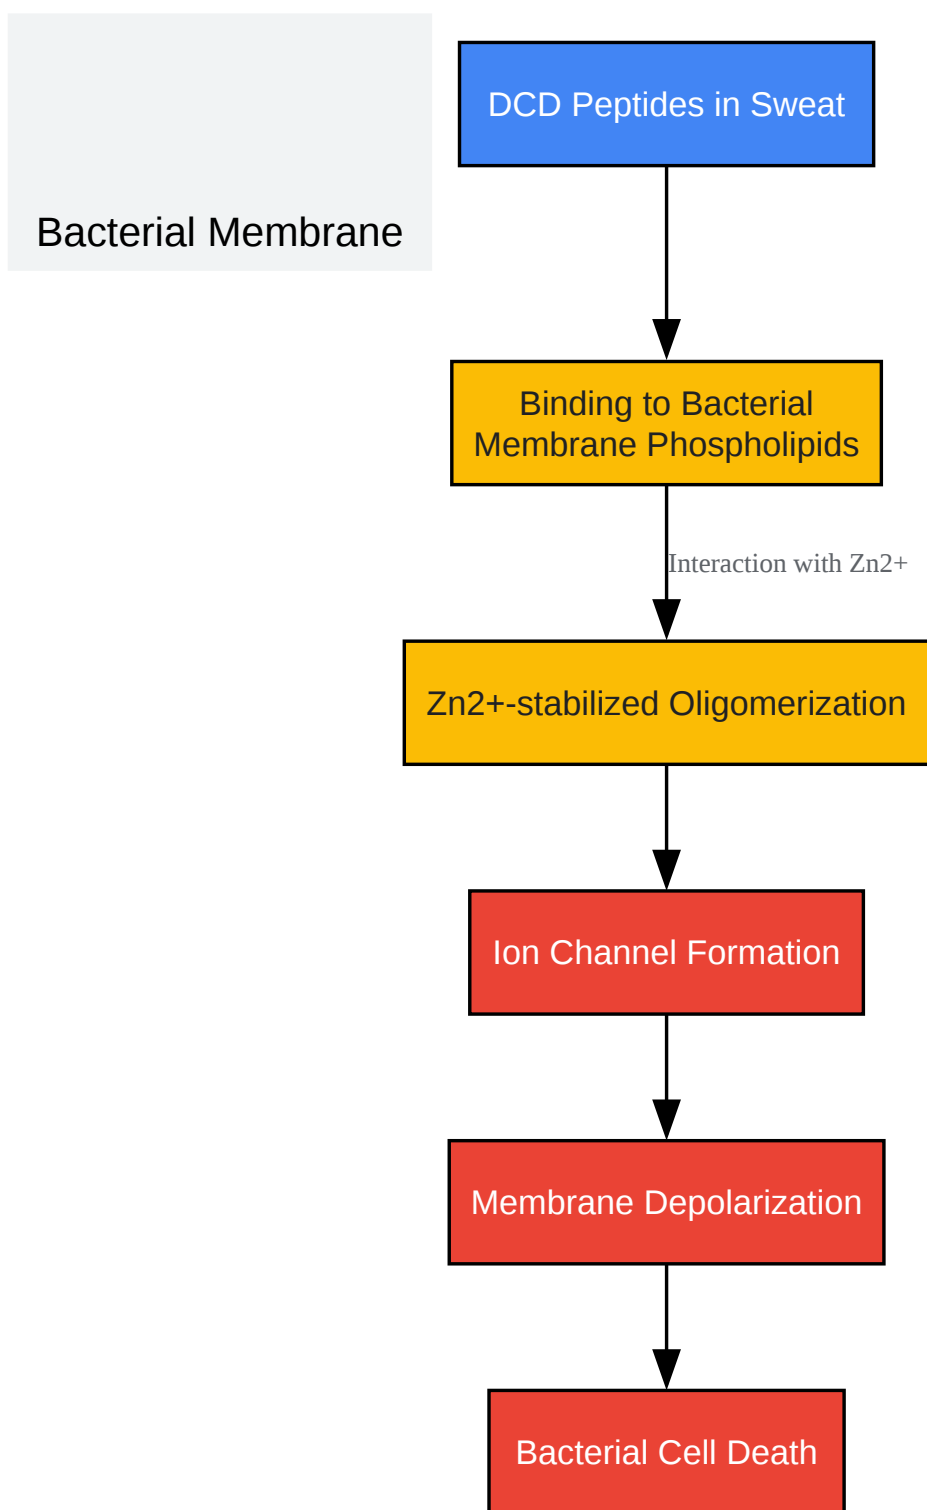 DCD Peptides in Sweat
Bacterial Membrane
Binding to Bacterial
Membrane Phospholipids
Interaction with Zn2+
Zn2+-stabilized Oligomerization
Ion Channel Formation
Membrane Depolarization
Bacterial Cell Death